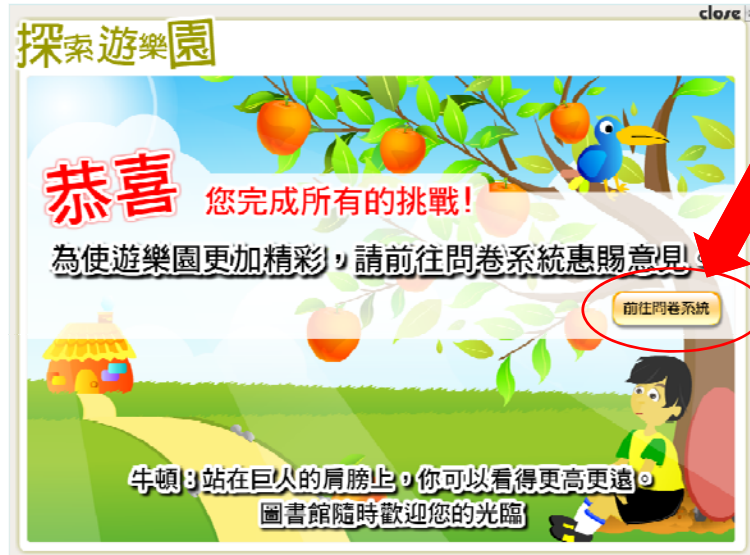 close
探索遊樂園
恭喜 您完成所有的挑戰!
為使遊樂園更加精彩，請前往問卷系統惠賜意見。
前往問卷系統
牛頓：站在巨人的肩膀上，你可以看得更高更遠。
圖書館隨時歡迎您的光臨